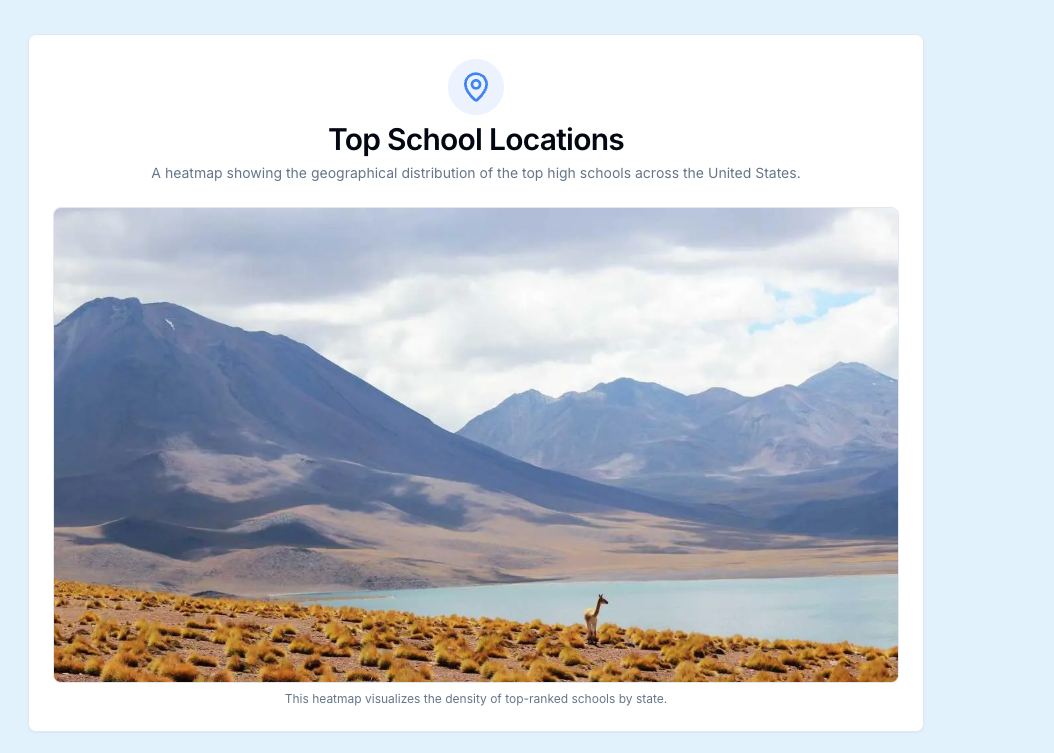 Top School Locations
A heatmap showing the geographical distribution of the top high schools across the United States.
This heatmap visualizes the density of top-ranked schools by state.